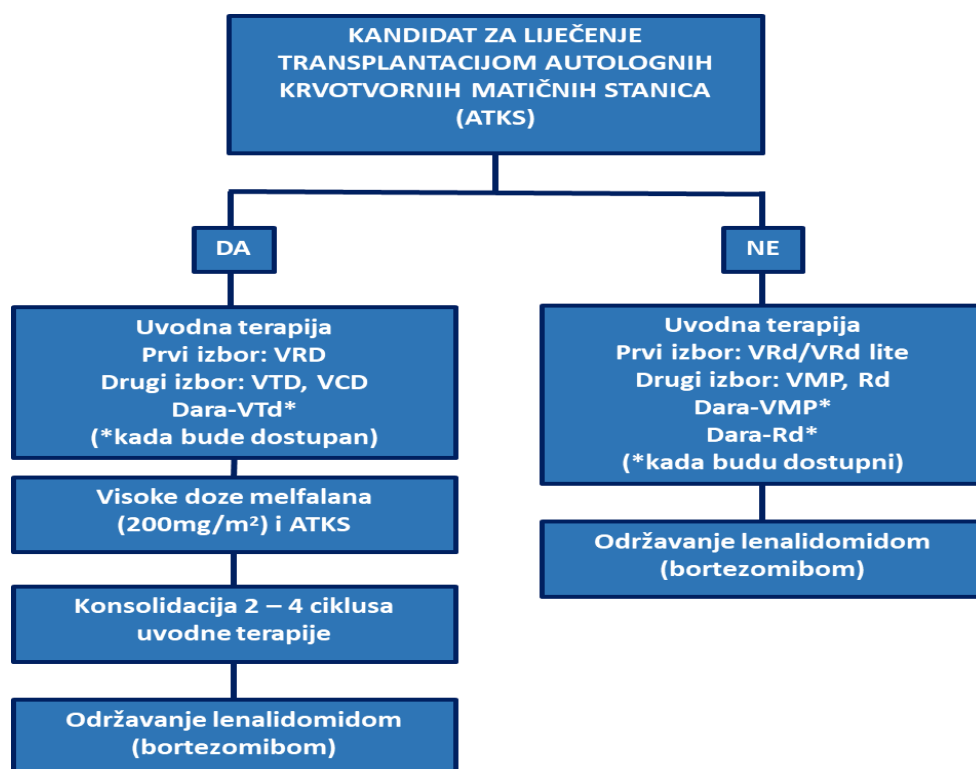 KANDIDAT ZA LIJEČENJE
TRANSPLANTACIJOM AUTOLOGNIH
KRVOTVORNIH MATIČNIH STANICA
(ATKS)
DA
NE
Uvodna terapija
Prvi izbor: VRD
Drugi izbor: VTD, VCD
Dara-VTd*
(*kada bude dostupan)
Visoke doze melfalana
(200mg/m²) i ATKS
Konsolidacija 2 – 4 ciklusa
uvodne terapije
Održavanje lenalidomidom
(bortezomibom)
Uvodna terapija
Prvi izbor: VRd/VRd lite
Drugi izbor: VMP, Rd
Dara-VMP*
Dara-Rd*
(*kada budu dostupni)
Održavanje lenalidomidom
(bortezomibom)